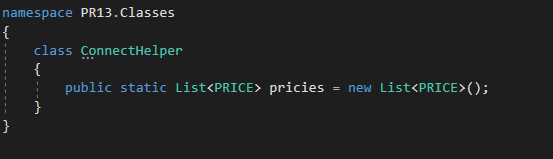 namespace PR13.Classes
{
class ConnectHelper
{
public static List<PRICE> pricies = new List<PRICE>();
}
}